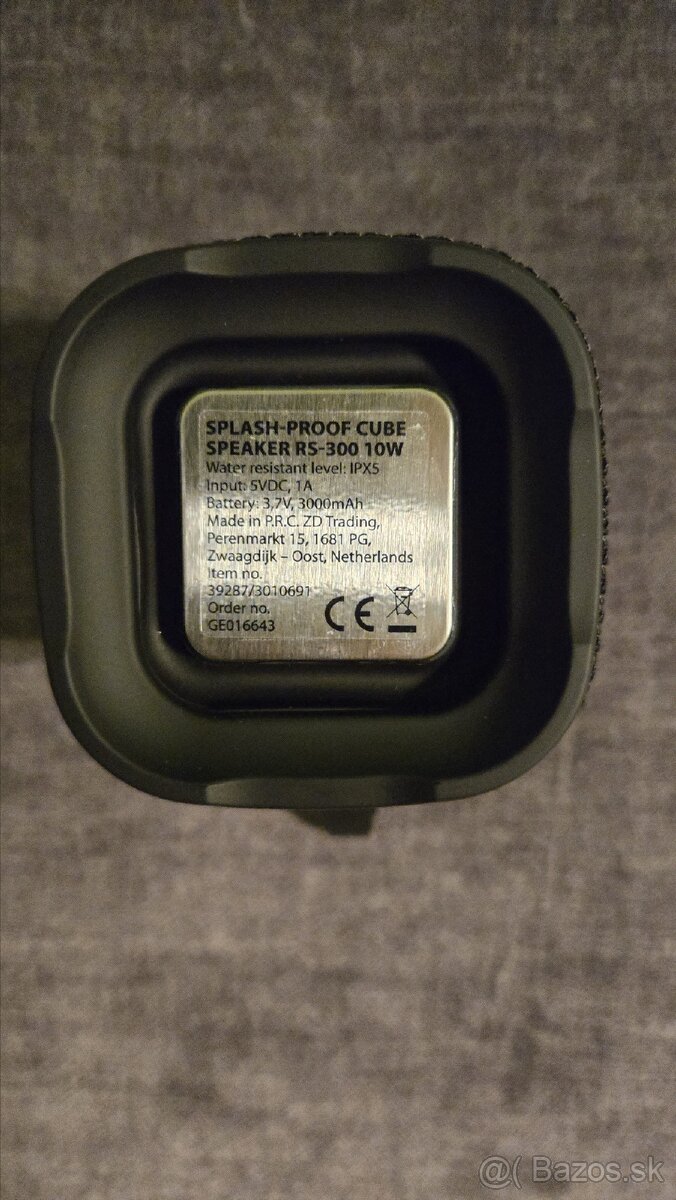 SPLASH-PROOF CUBE
SPEAKER RS-300 10W
Water resistant level: IPX5
Input: 5VDC, 1A
Battery: 3,7V, 3000mAh
Made in P.R.C. ZD Trading,
Perenmarkt 15, 1681 PG,
Zwaagdijk – Oost, Netherlands
Item no.
39287/3010691
Order no.
GE016643
CE
@( Bazos.sk